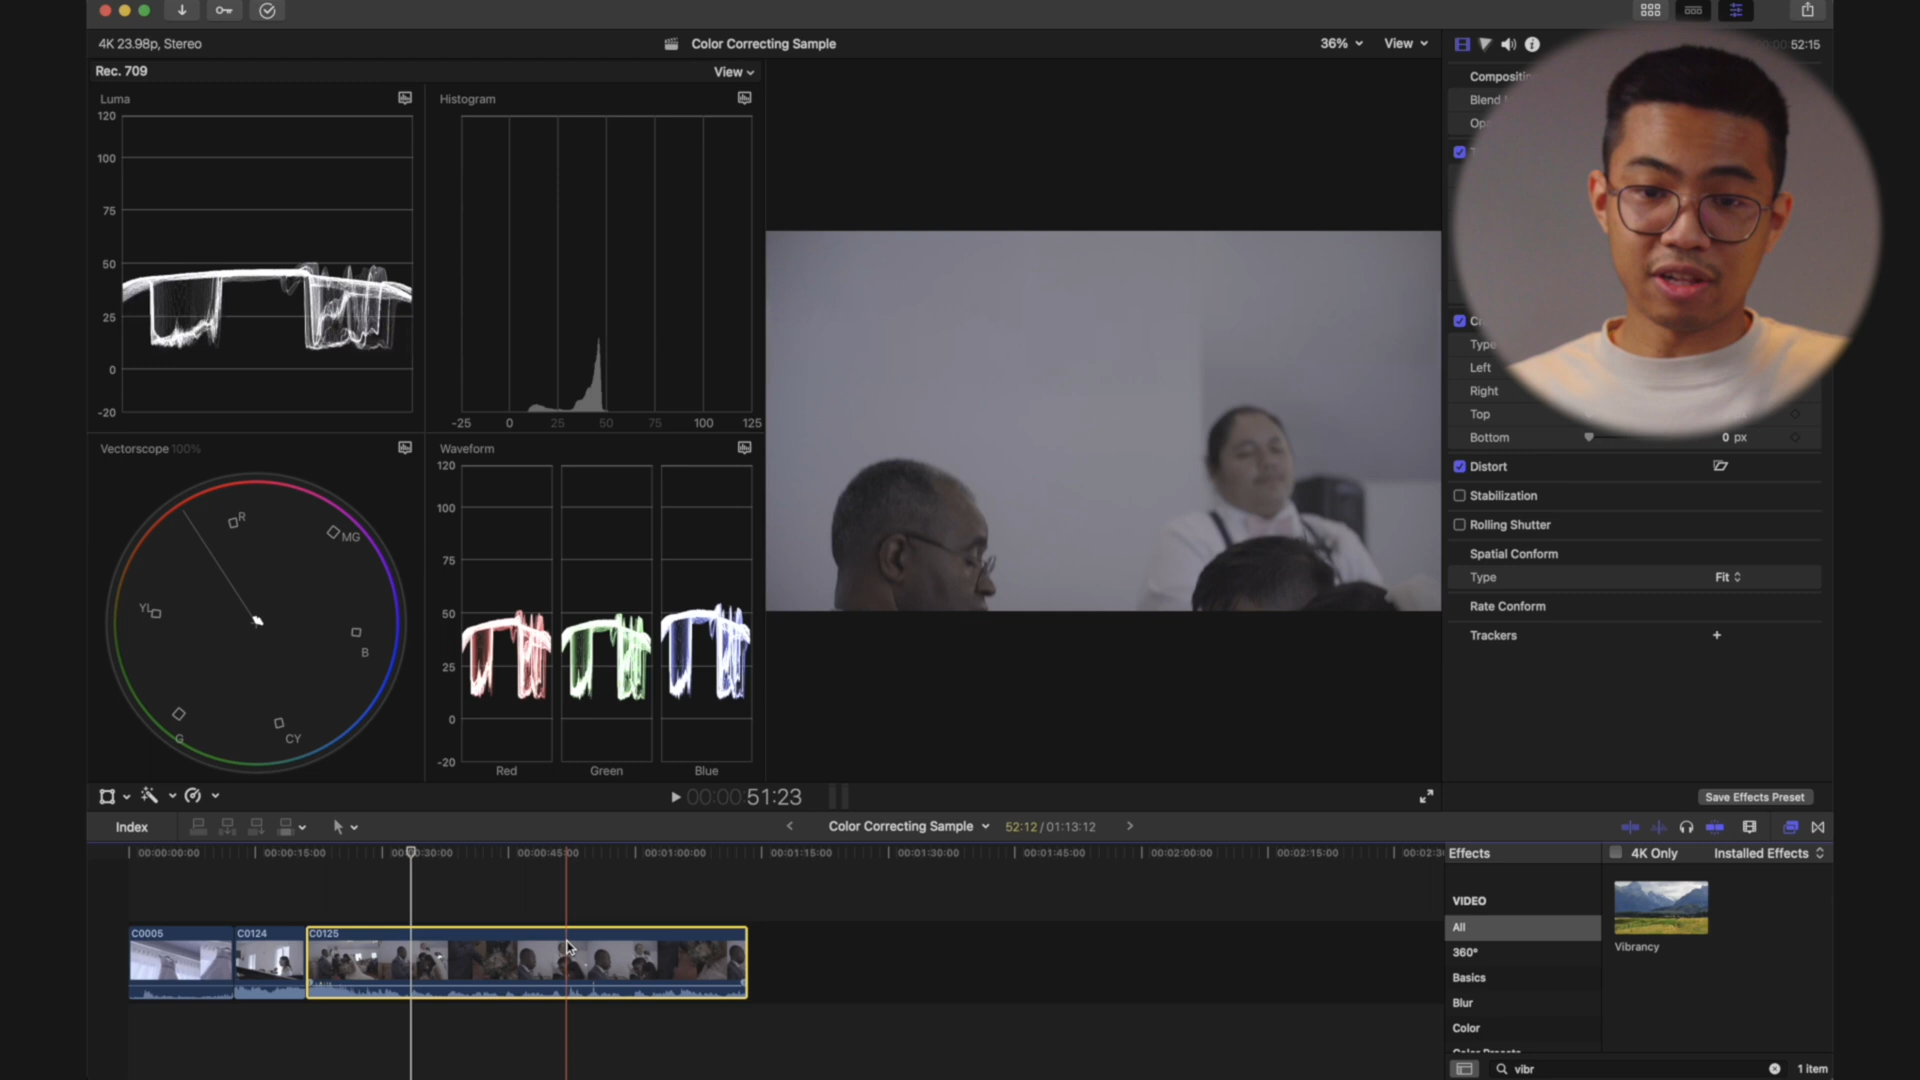 4K 23.98p, Stereo
Color Correcting Sample
36%
View
52:15
Rec. 709
View
Luma
120
100
75
50
25
0
-20
Histogram
-25
0
25
50
75
100
125
Vectorscope 100%
R
MG
B
CY
G
YL
Waveform
120
100
75
50
25
0
-20
Red
Green
Blue
Blend
Type
Left
Right
Top
Bottom
0 px
Distort
Stabilization
Rolling Shutter
Spatial Conform
Type
Fit
Rate Conform
Trackers
+
00:00:51:23
Save Effects Preset
Index
Color Correcting Sample
52:12 / 01:13:12
00:00:00:00
00:00:15:00
00:00:45:00
00:01:00:00
00:01:15:00
00:01:30:00
00:01:45:00
00:02:00:00
00:02:15:00
C0005
C0124
C0125
Effects
4K Only
Installed Effects
VIDEO
All
360°
Basics
Blur
Color
Vibrancy
vibr
1 item